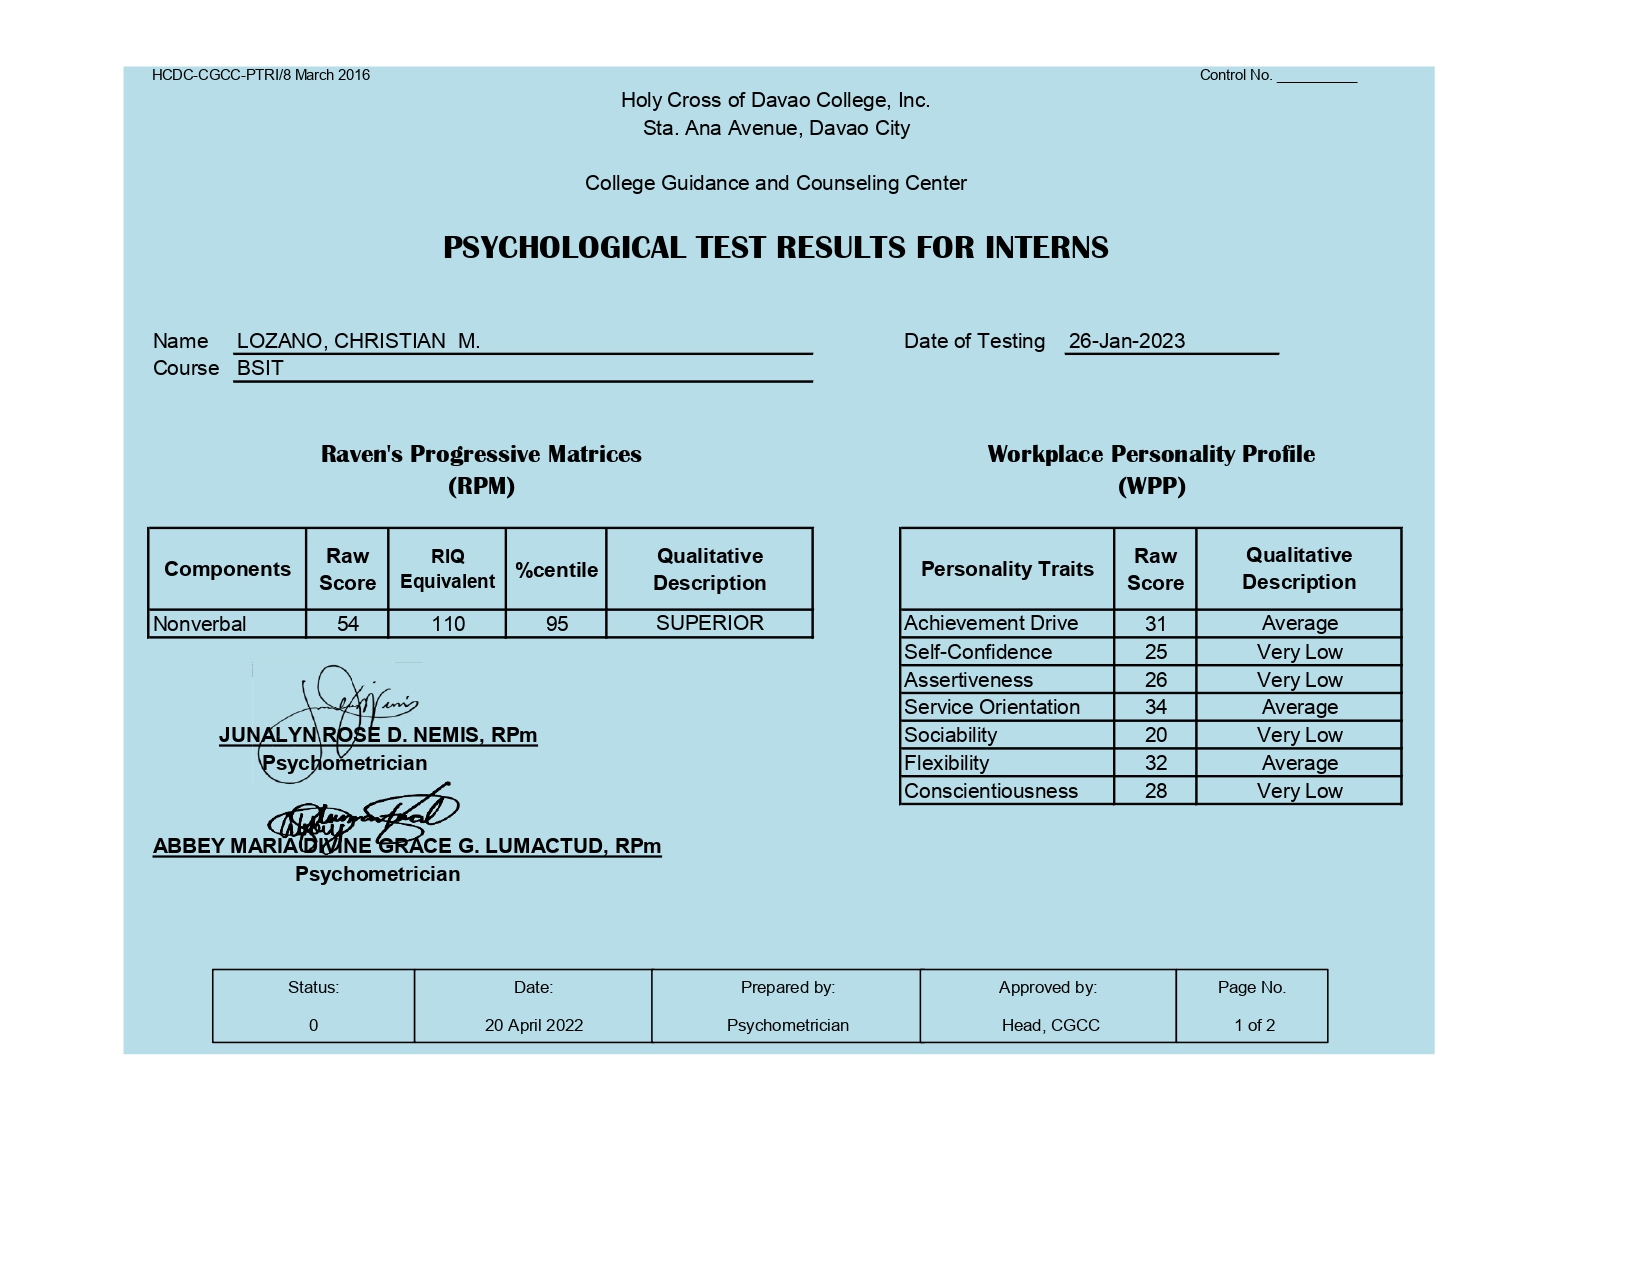 HCDC-CGCC-PTRI/8 March 2016 Control No. __________
Holy Cross of Davao College, Inc.
Sta. Ana Avenue, Davao City
College Guidance and Counseling Center
PSYCHOLOGICAL TEST RESULTS FOR INTERNS
Name LOZANO, CHRISTIAN M. Date of Testing 26-Jan-2023
Course BSIT
Raven's Progressive Matrices
(RPM)
Components Raw Score RIQ Equivalent %centile Qualitative Description
Nonverbal 54 110 95 SUPERIOR
JUNALYN ROSE D. NEMIS, RPm
Psychometrician
ABBEY MARIA DIVINE GRACE G. LUMACTUD, RPm
Psychometrician
Workplace Personality Profile
(WPP)
Personality Traits Raw Score Qualitative Description
Achievement Drive 31 Average
Self-Confidence 25 Very Low
Assertiveness 26 Very Low
Service Orientation 34 Average
Sociability 20 Very Low
Flexibility 32 Average
Conscientiousness 28 Very Low
Status: Date: Prepared by: Approved by: Page No.
0 20 April 2022 Psychometrician Head, CGCC 1 of 2